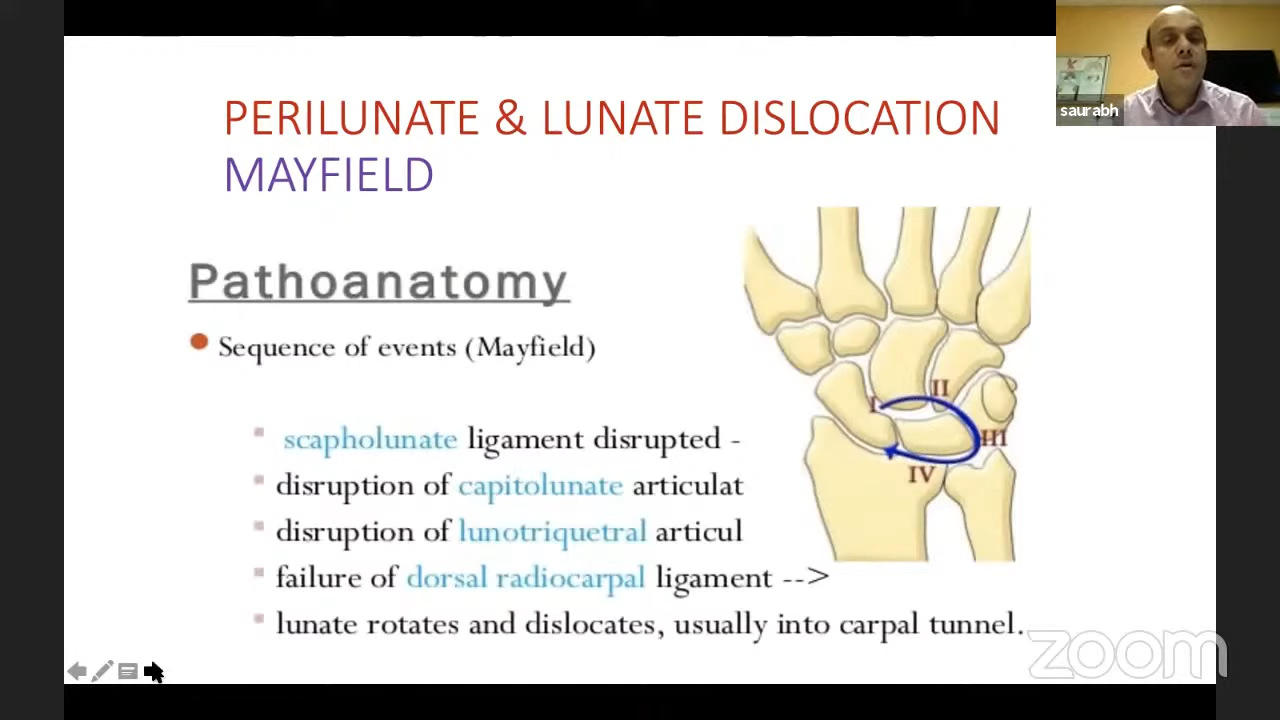 PERILUNATE & LUNATE DISLOCATION
MAYFIELD
saurabh
Pathoanatomy
Sequence of events (Mayfield)
scapholunate ligament disrupted -
disruption of capitolunate articulat
disruption of lunotriquetral articul
failure of dorsal radiocarpal ligament -->
lunate rotates and dislocates, usually into carpal tunnel.
I
II
III
IV
zoom